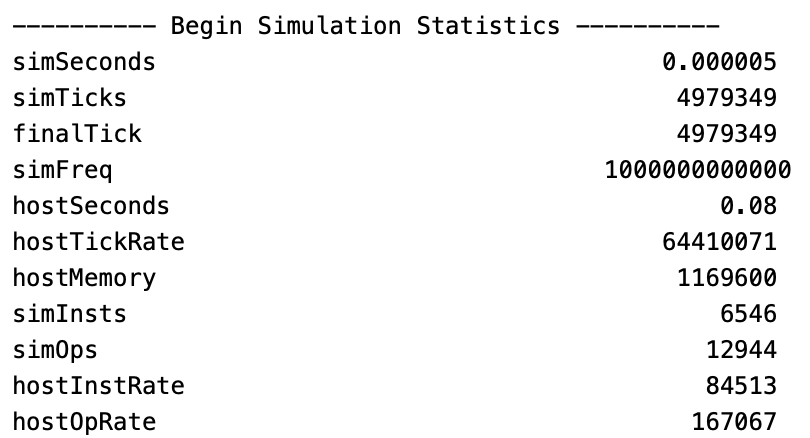 ---------- Begin Simulation Statistics ----------
simSeconds 0.000005
simTicks 4979349
finalTick 4979349
simFreq 1000000000000
hostSeconds 0.08
hostTickRate 64410071
hostMemory 1169600
simInsts 6546
simOps 12944
hostInstRate 84513
hostOpRate 167067